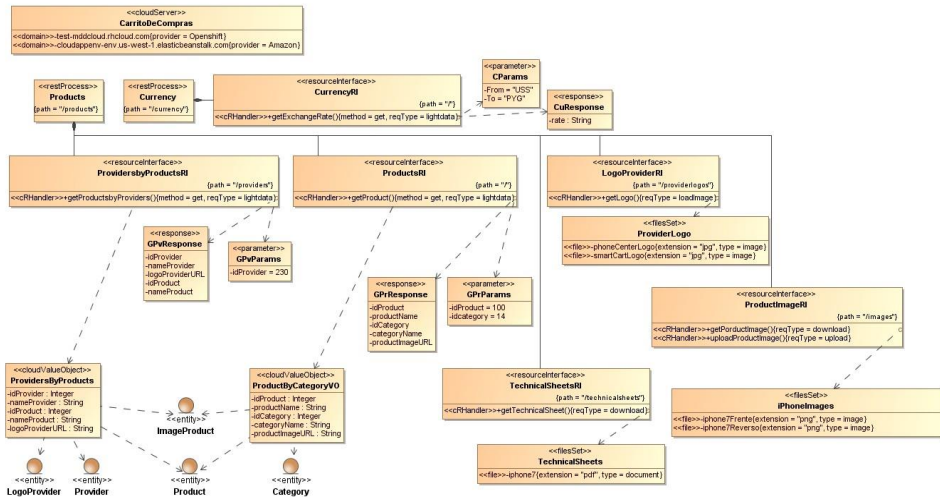 <<cloudServer>>
CarritoDeCompras
<<domain>>-test-mddcloud.rhcloud.com{provider = Openshift}
<<domain>>-cloudappenv-env.us-west-1.elasticbeanstalk.com{provider = Amazon}
<<restProcess>>
Products
{path = "/products"}
<<restProcess>>
Currency
{path = "/currency"}
<<resourceInterface>>
CurrencyRI
{path = "/"}
<<cRHandler>>+getExchangeRate(){method = get, reqType = lightdata}
<<parameter>>
CParams
-From = "USS"
-To = "PYG"
<<response>>
CuResponse
-rate : String
<<resourceInterface>>
ProvidersbyProductsRI
{path = "/providers"}
<<cRHandler>>+getProductsbyProviders(){method = get, reqType = lightdata}
<<resourceInterface>>
ProductsRI
{path = "/"}
<<cRHandler>>+getProduct(){method = get, reqType = lightdata}
<<resourceInterface>>
LogoProviderRI
{path = "/providerlogos"}
<<cRHandler>>+getLogo(){reqType = loadImage}
<<filesSet>>
ProviderLogo
<<file>>-phoneCenterLogo{extension = "jpg", type = image}
<<file>>-smartCartLogo{extension = "jpg", type = image}
<<response>>
GPvResponse
-idProvider
-nameProvider
-logoProviderURL
-idProduct
-nameProduct
<<parameter>>
GPvParams
-idProvider = 230
<<response>>
GPrResponse
-idProduct
-productName
-idCategory
-categoryName
-productImageURL
<<parameter>>
GPrParams
-idProduct = 100
-idcategory = 14
<<resourceInterface>>
ProductImageRI
{path = "/images"}
<<cRHandler>>+getPorductImage(){reqType = download}
<<cRHandler>>+uploadProductImage(){reqType = upload}
<<cloudValueObject>>
ProvidersByProducts
-idProvider : Integer
-nameProvider : String
-idProduct : Integer
-nameProduct : String
-logoProviderURL : String
<<entity>>
ImageProduct
<<cloudValueObject>>
ProductByCategoryVO
-idProduct : Integer
-productName : String
-idCategory : Integer
-categoryName : String
-productImageURL : String
<<resourceInterface>>
TechnicalSheetsRI
{path = "/technicalsheets"}
<<cRHandler>>+getTechnicalSheet(){reqType = download}
<<filesSet>>
iPhoneImages
<<file>>-iphone7Frente{extension = "png", type = image}
<<file>>-iphone7Reverso{extension = "png", type = image}
<<filesSet>>
TechnicalSheets
<<file>>-iphone7{extension = "pdf", type = document}
<<entity>>
LogoProvider
<<entity>>
Provider
<<entity>>
Product
<<entity>>
Category